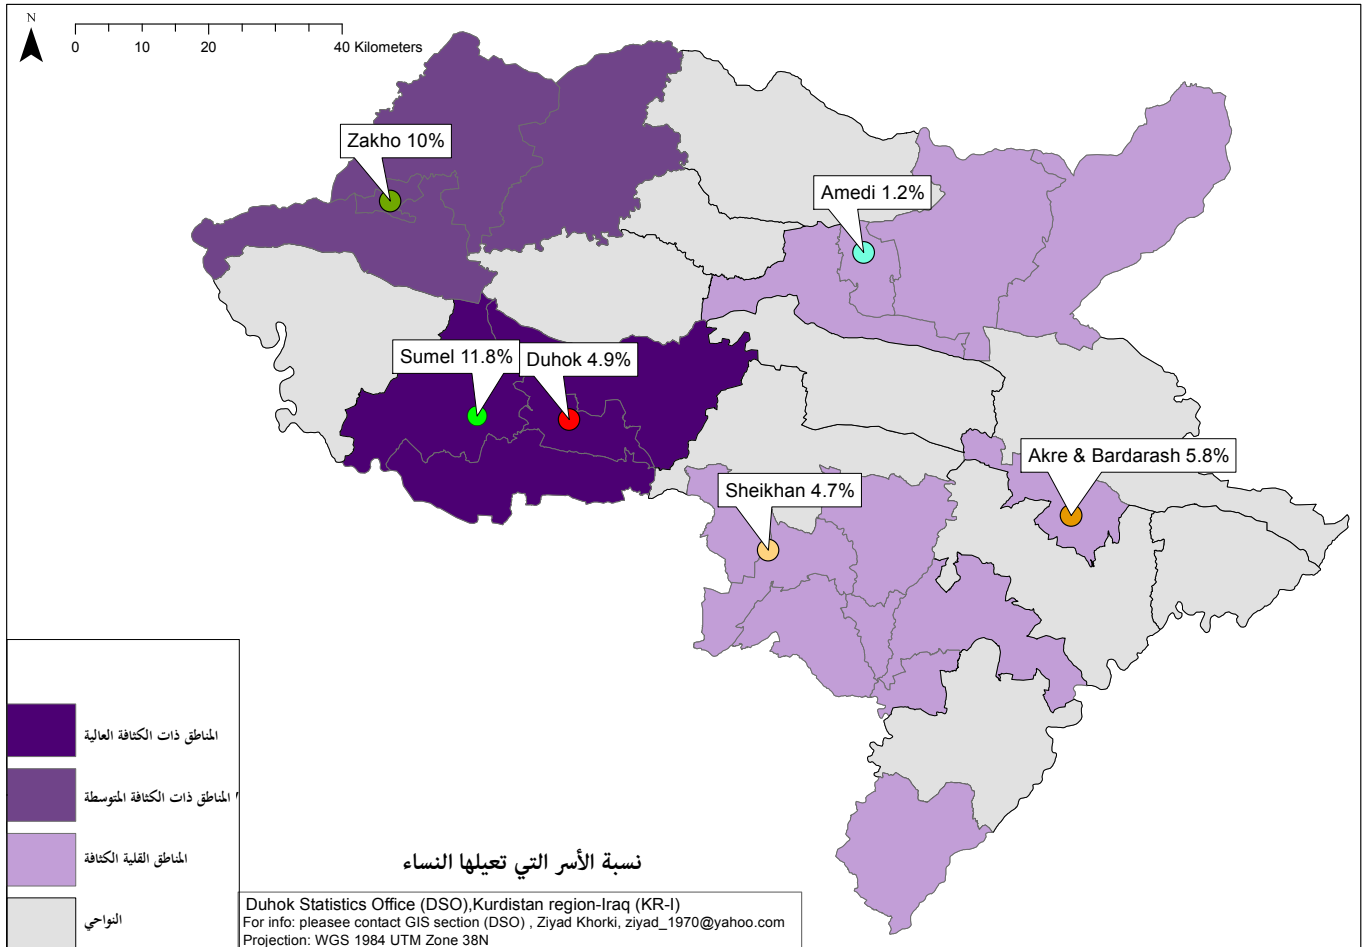 N
0 10 20 40 Kilometers
Zakho 10%
Amedi 1.2%
Sumel 11.8%
Duhok 4.9%
Akre & Bardarash 5.8%
Sheikhan 4.7%
المناطق ذات الكثافة العالية
المناطق ذات الكثافة المتوسطة
المناطق القلية الكثافة
النواحي
نسبة الأسر التي تعيلها النساء
Duhok Statistics Office (DSO),Kurdistan region-Iraq (KR-I)
For info: pleasee contact GIS section (DSO) , Ziyad Khorki, ziyad_1970@yahoo.com
Projection: WGS 1984 UTM Zone 38N